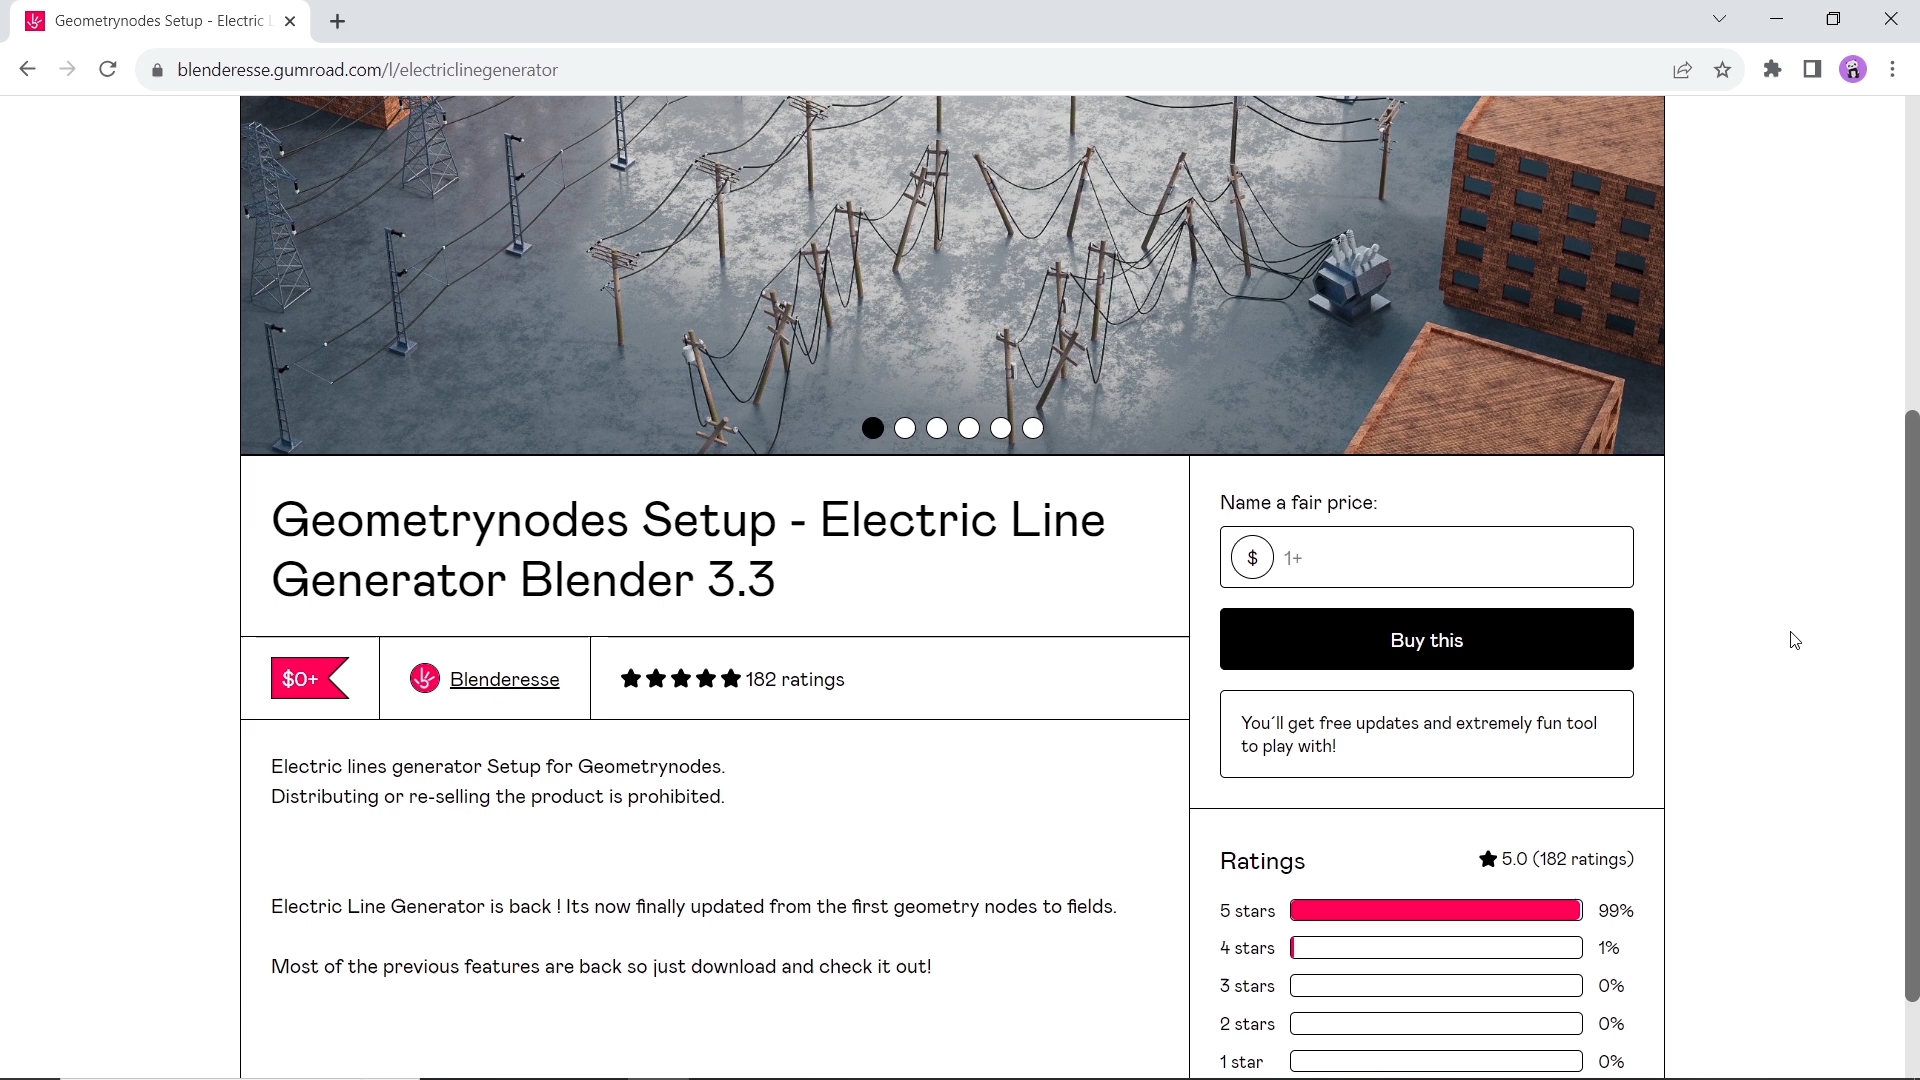 Geometrynodes Setup - Electric L
blenderesse.gumroad.com/l/electriclinegenerator
Geometrynodes Setup - Electric Line
Generator Blender 3.3
$0+
Blenderesse
182 ratings
Electric lines generator Setup for Geometrynodes.
Distributing or re-selling the product is prohibited.
Electric Line Generator is back ! Its now finally updated from the first geometry nodes to fields.
Most of the previous features are back so just download and check it out!
Name a fair price:
$ 1+
Buy this
You´ll get free updates and extremely fun tool
to play with!
Ratings 5.0 (182 ratings)
5 stars 99%
4 stars 1%
3 stars 0%
2 stars 0%
1 star 0%